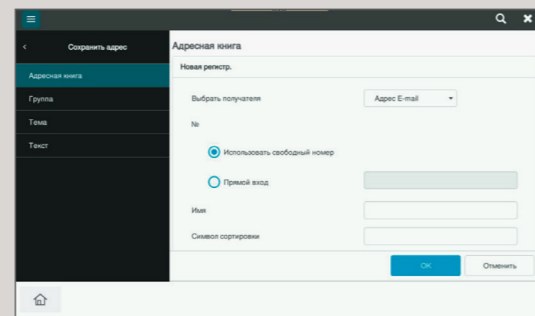 Сохранить адрес
Адресная книга
Группа
Тема
Текст
Адресная книга
Новая регистр.
Выбрать получателя
Адрес E-mail
№
Использовать свободный номер
Прямой вход
Имя
Символ сортировки
OK
Отменить